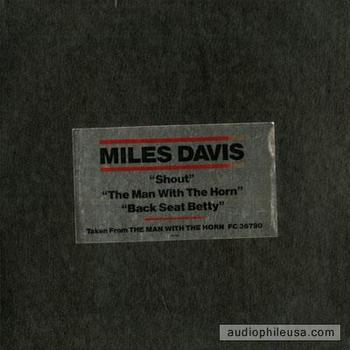 MILES DAVIS
“Shout”
“The Man With The Horn”
“Back Seat Betty”
Taken From THE MAN WITH THE HORN FC 36790
audiophileusa.com